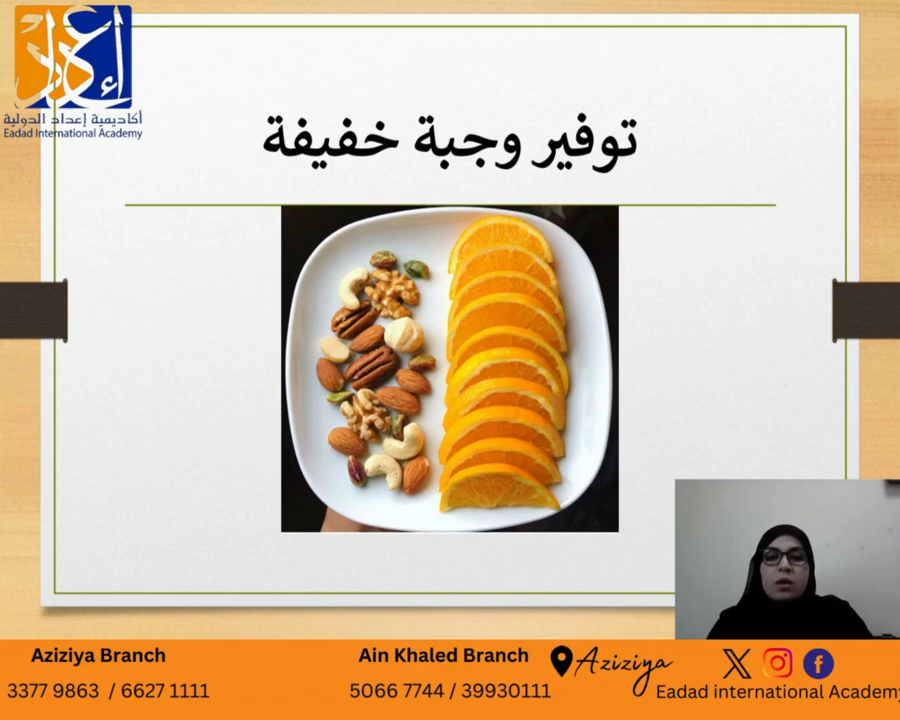 إعداد
أكاديمية إعداد الدولية
Eadad International Academy
توفير وجبة خفيفة
Aziziya Branch
3377 9863 / 6627 1111
Ain Khaled Branch
5066 7744 / 39930111
Aziziya
Eadad international Academy